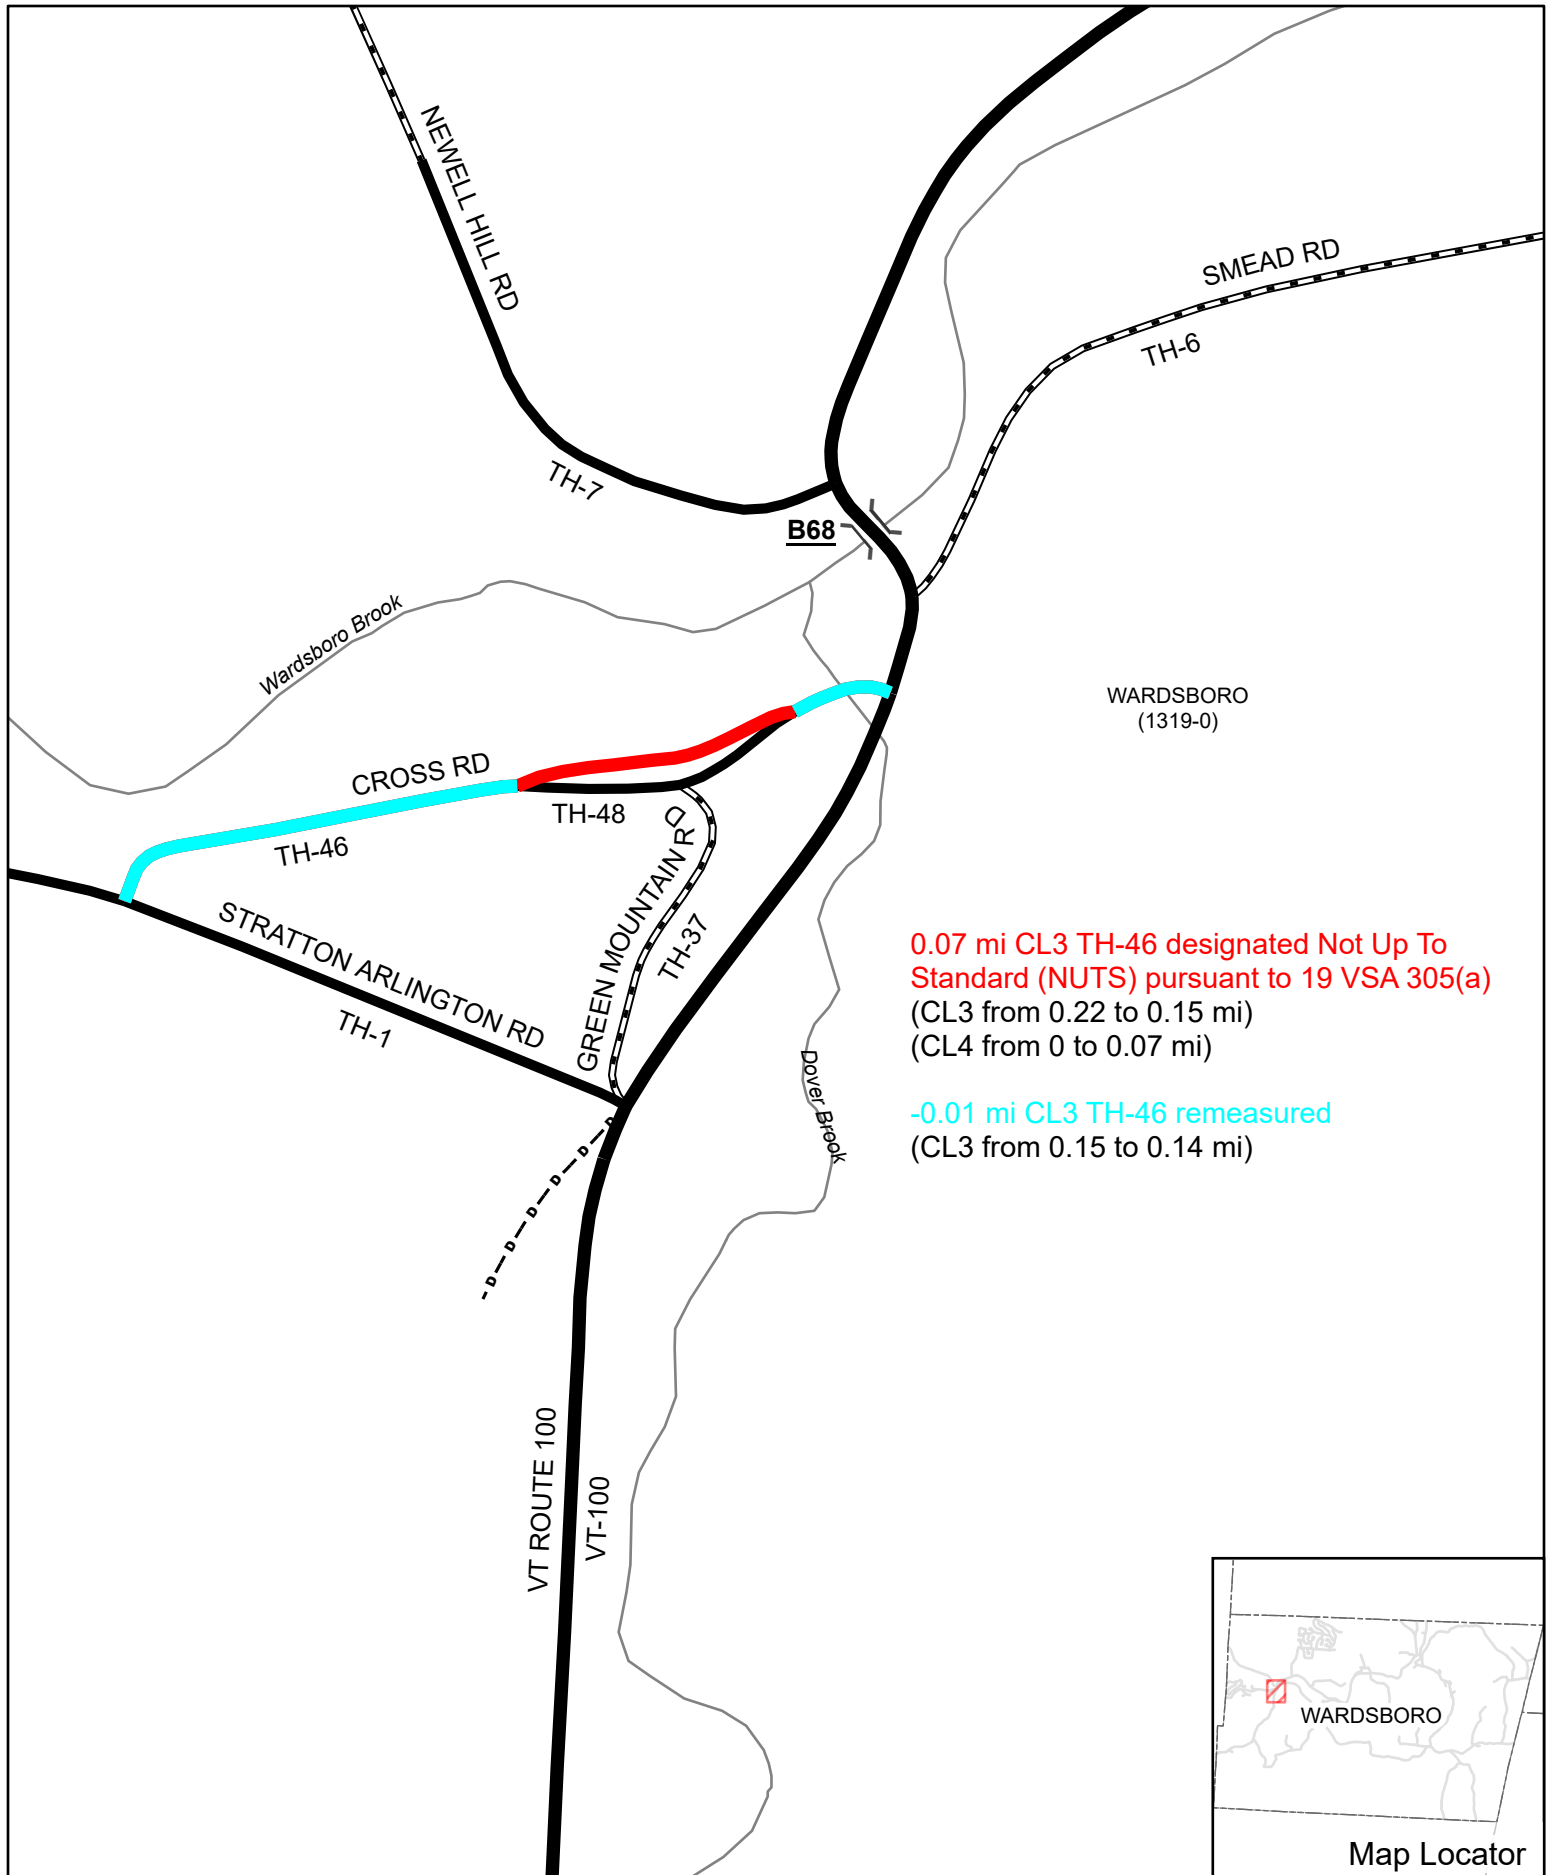 NEWELL HILL RD
SMEAD RD
TH-6
TH-7
B68
Wardsboro Brook
WARDSBORO
(1319-0)
CROSS RD
TH-48
TH-46
GREEN MOUNTAIN RD
TH-37
STRATTON ARLINGTON RD
TH-1
0.07 mi CL3 TH-46 designated Not Up To
Standard (NUTS) pursuant to 19 VSA 305(a)
(CL3 from 0.22 to 0.15 mi)
(CL4 from 0 to 0.07 mi)
-0.01 mi CL3 TH-46 remeasured
(CL3 from 0.15 to 0.14 mi)
Dover Brook
D
D
D
D
D
D
VT ROUTE 100
VT-100
WARDSBORO
Map Locator